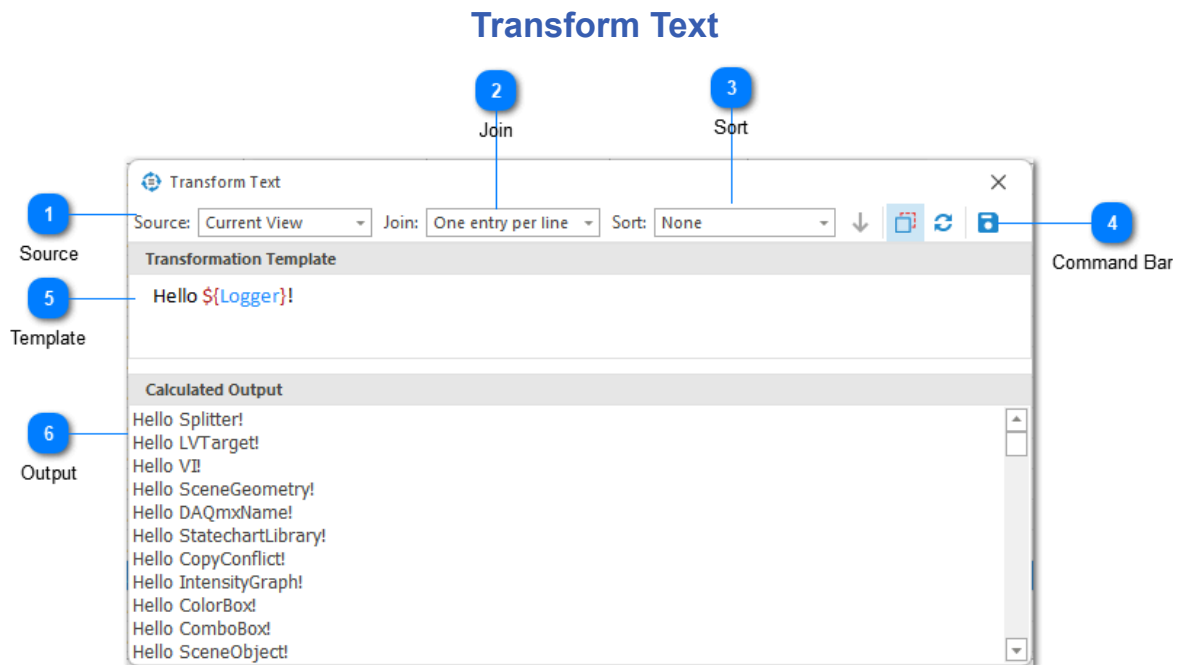 Transform Text
2
3
Join
Sort
Transform Text
1
Source: Current View Join: One entry per line Sort: None
4
Source
Command Bar
Transformation Template
5
Hello ${Logger}!
Template
Calculated Output
Hello Splitter!
6
Hello LVTarget!
Hello VI!
Output
Hello SceneGeometry!
Hello DAQmxName!
Hello StatechartLibrary!
Hello CopyConflict!
Hello IntensityGraph!
Hello ColorBox!
Hello ComboBox!
Hello SceneObject!